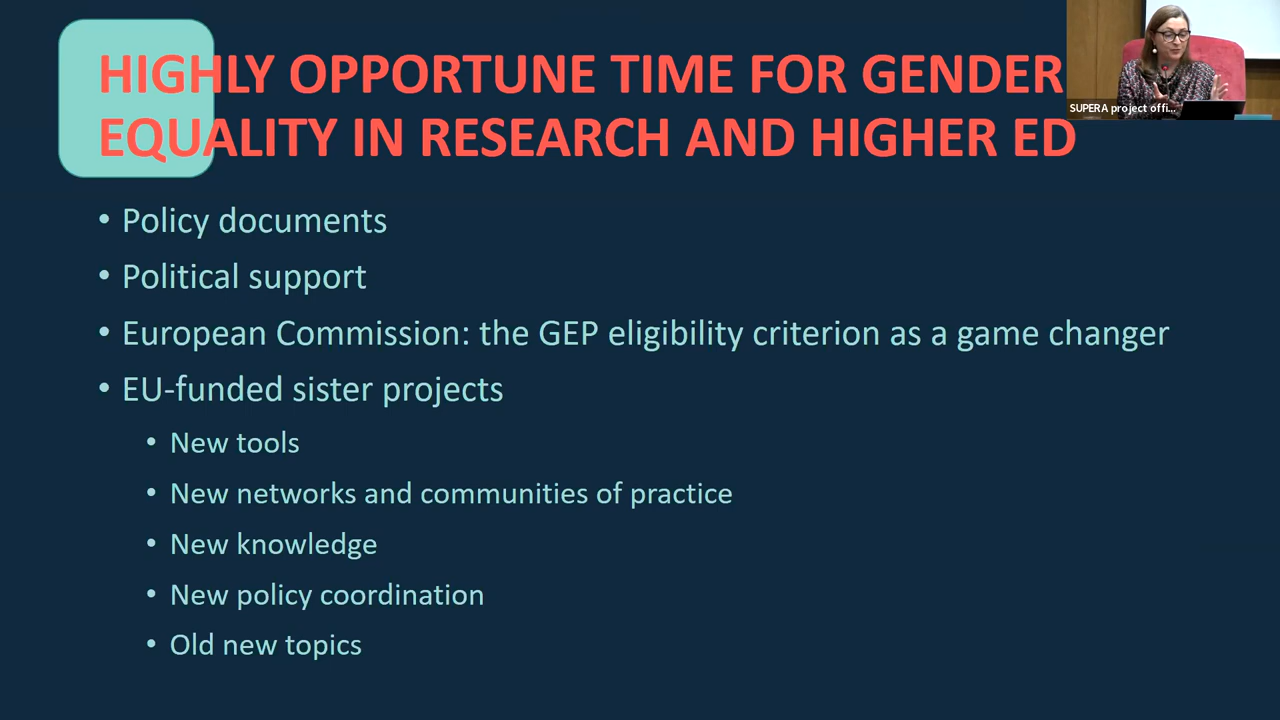 HIGHLY OPPORTUNE TIME FOR GENDER
EQUALITY IN RESEARCH AND HIGHER ED
SUPERA project offi...
• Policy documents
• Political support
• European Commission: the GEP eligibility criterion as a game changer
• EU-funded sister projects
• New tools
• New networks and communities of practice
• New knowledge
• New policy coordination
• Old new topics